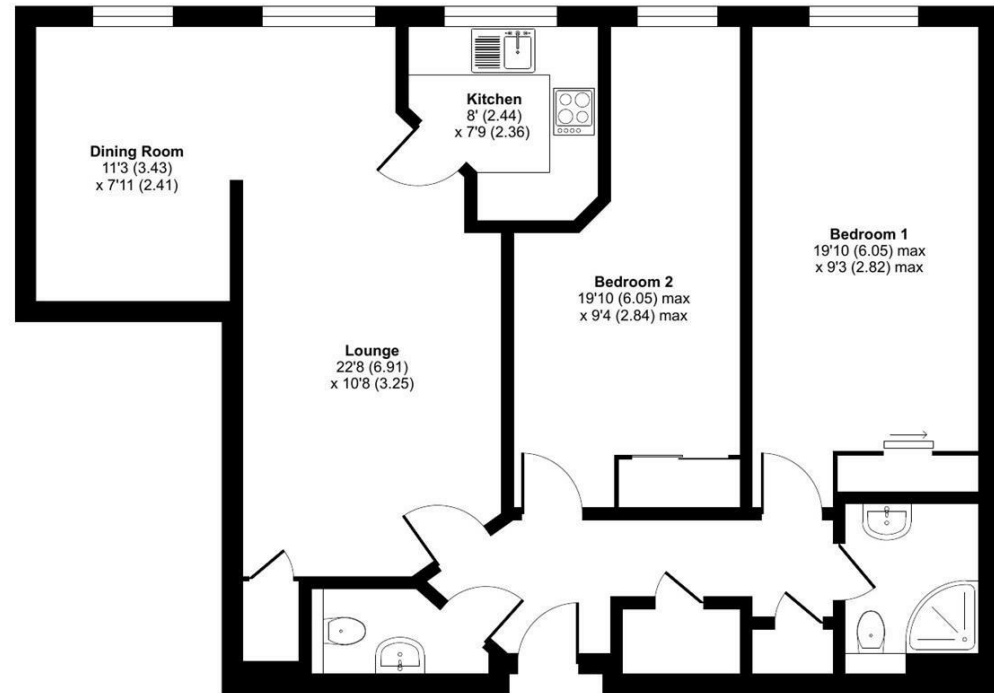 Dining Room
11'3 (3.43)
x 7'11 (2.41)
Kitchen
8' (2.44)
x 7'9 (2.36)
Lounge
22'8 (6.91)
x 10'8 (3.25)
Bedroom 2
19'10 (6.05) max
x 9'4 (2.84) max
Bedroom 1
19'10 (6.05) max
x 9'3 (2.82) max